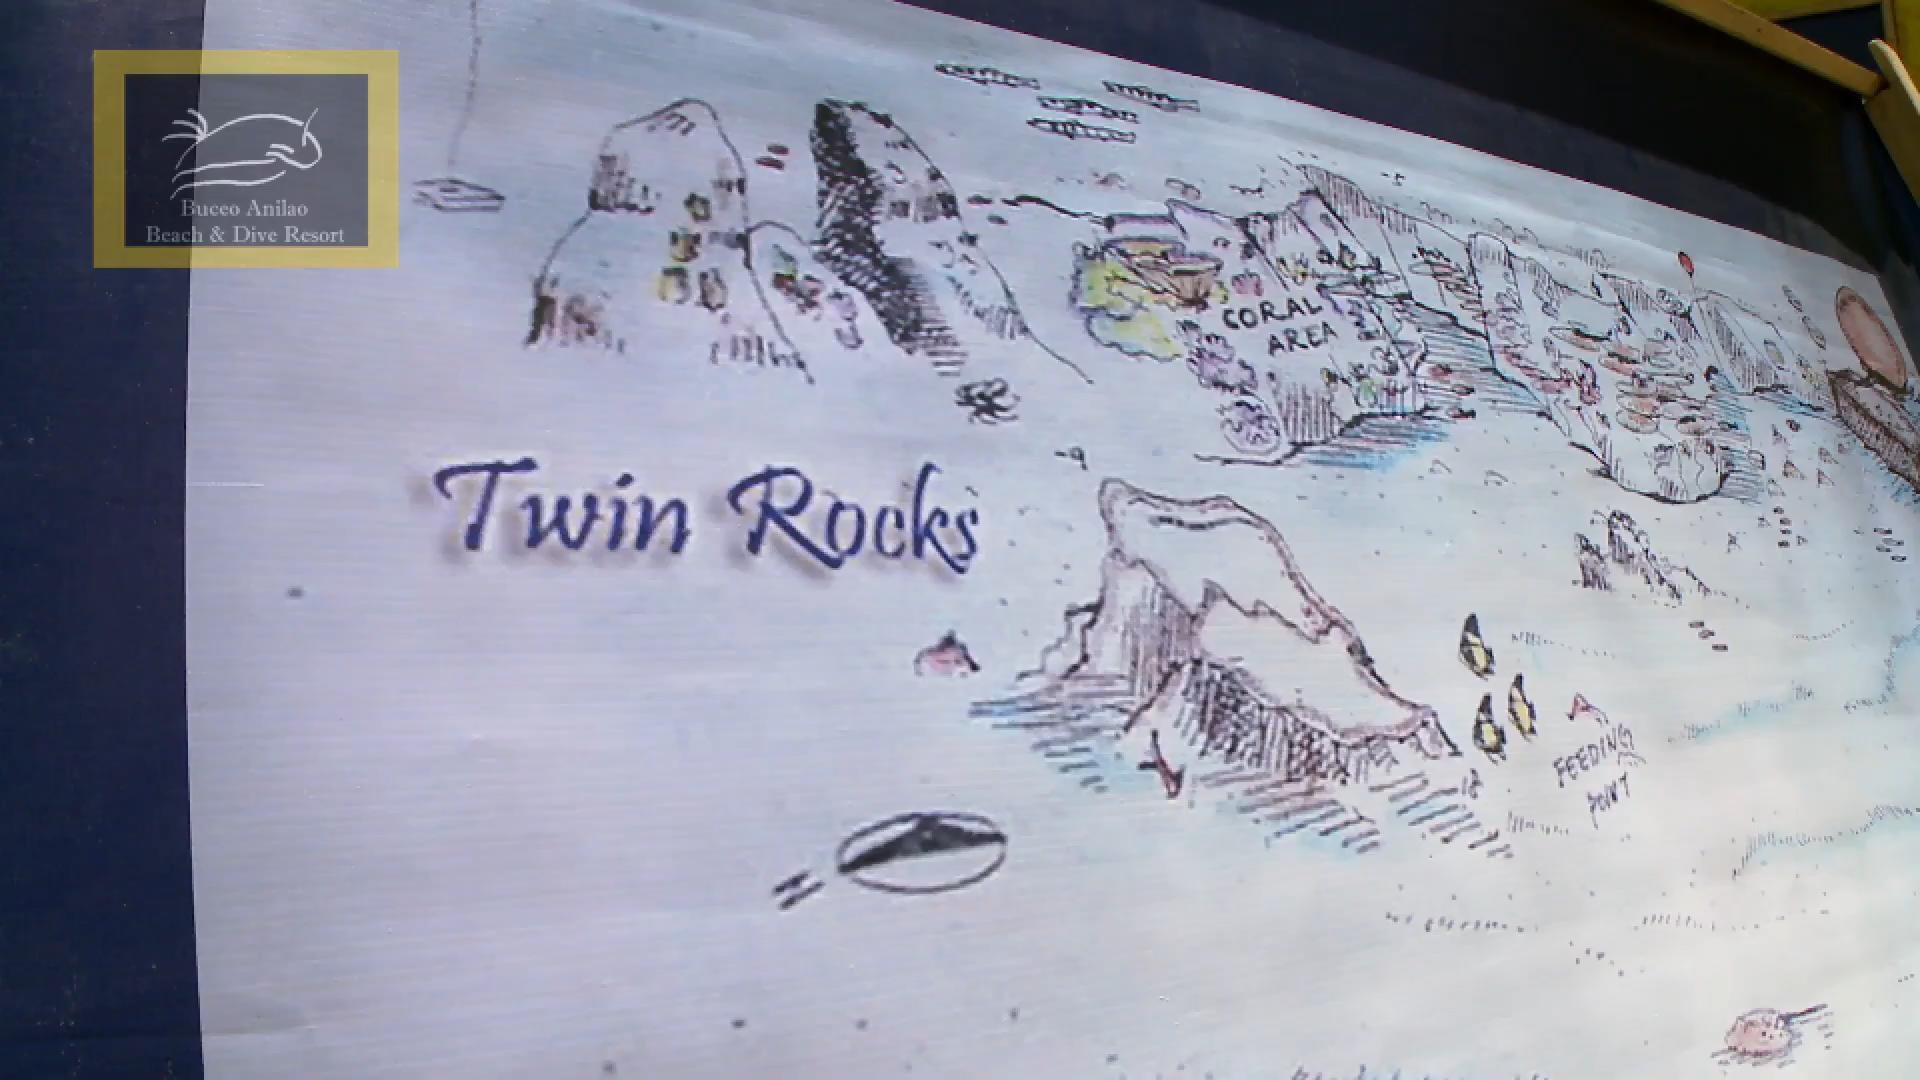 Buceo Anilao
Beach & Dive Resort
CORAL
AREA
Twin Rocks
FEEDING
POINT